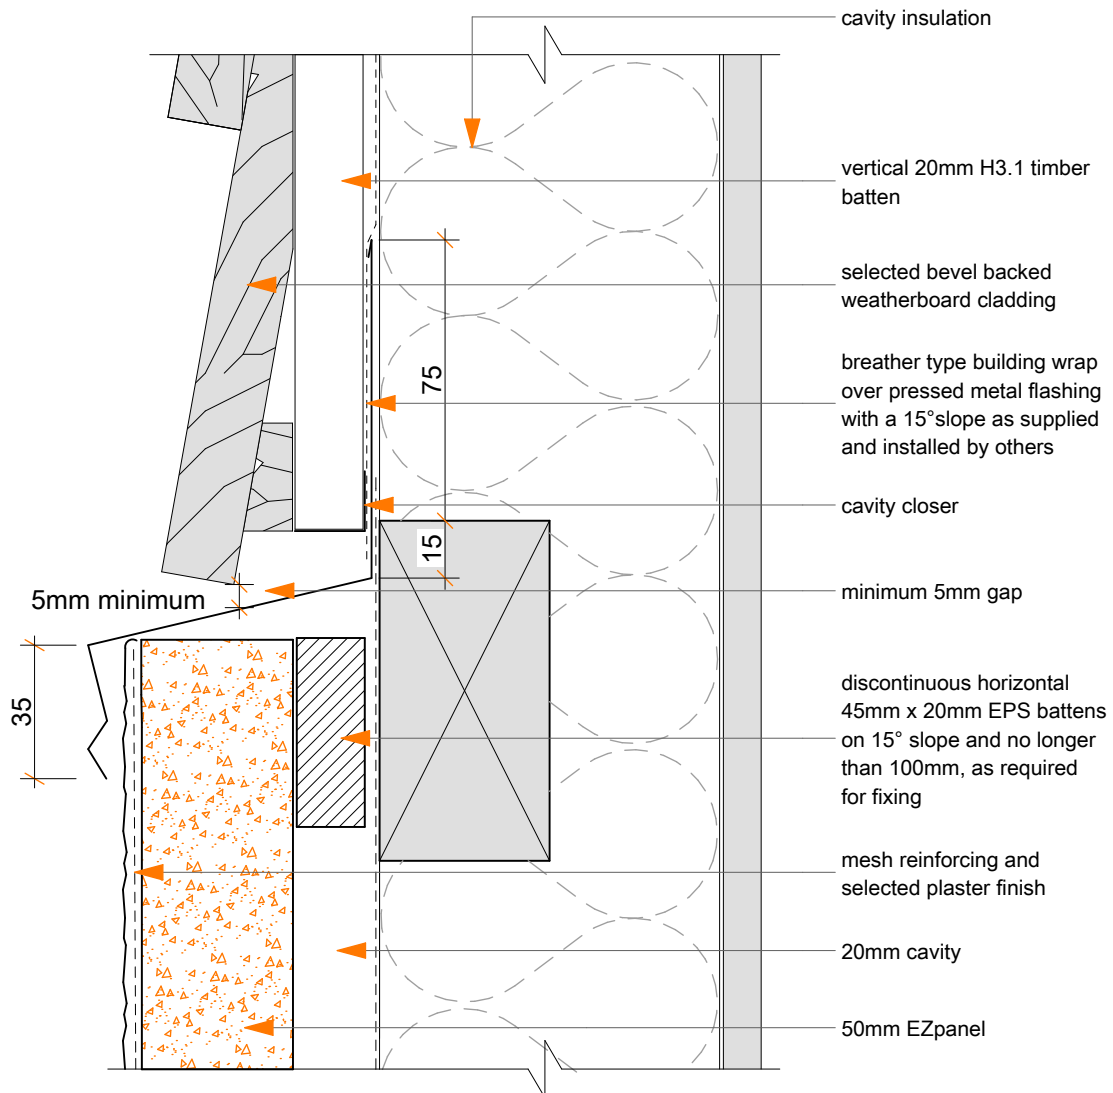 cavity insulation
vertical 20mm H3.1 timber
batten
selected bevel backed
weatherboard cladding
breather type building wrap
over pressed metal flashing
with a 15°slope as supplied
and installed by others
75
cavity closer
15
minimum 5mm gap
5mm minimum
35
discontinuous horizontal
45mm x 20mm EPS battens
on 15° slope and no longer
than 100mm, as required
for fixing
mesh reinforcing and
selected plaster finish
20mm cavity
50mm EZpanel